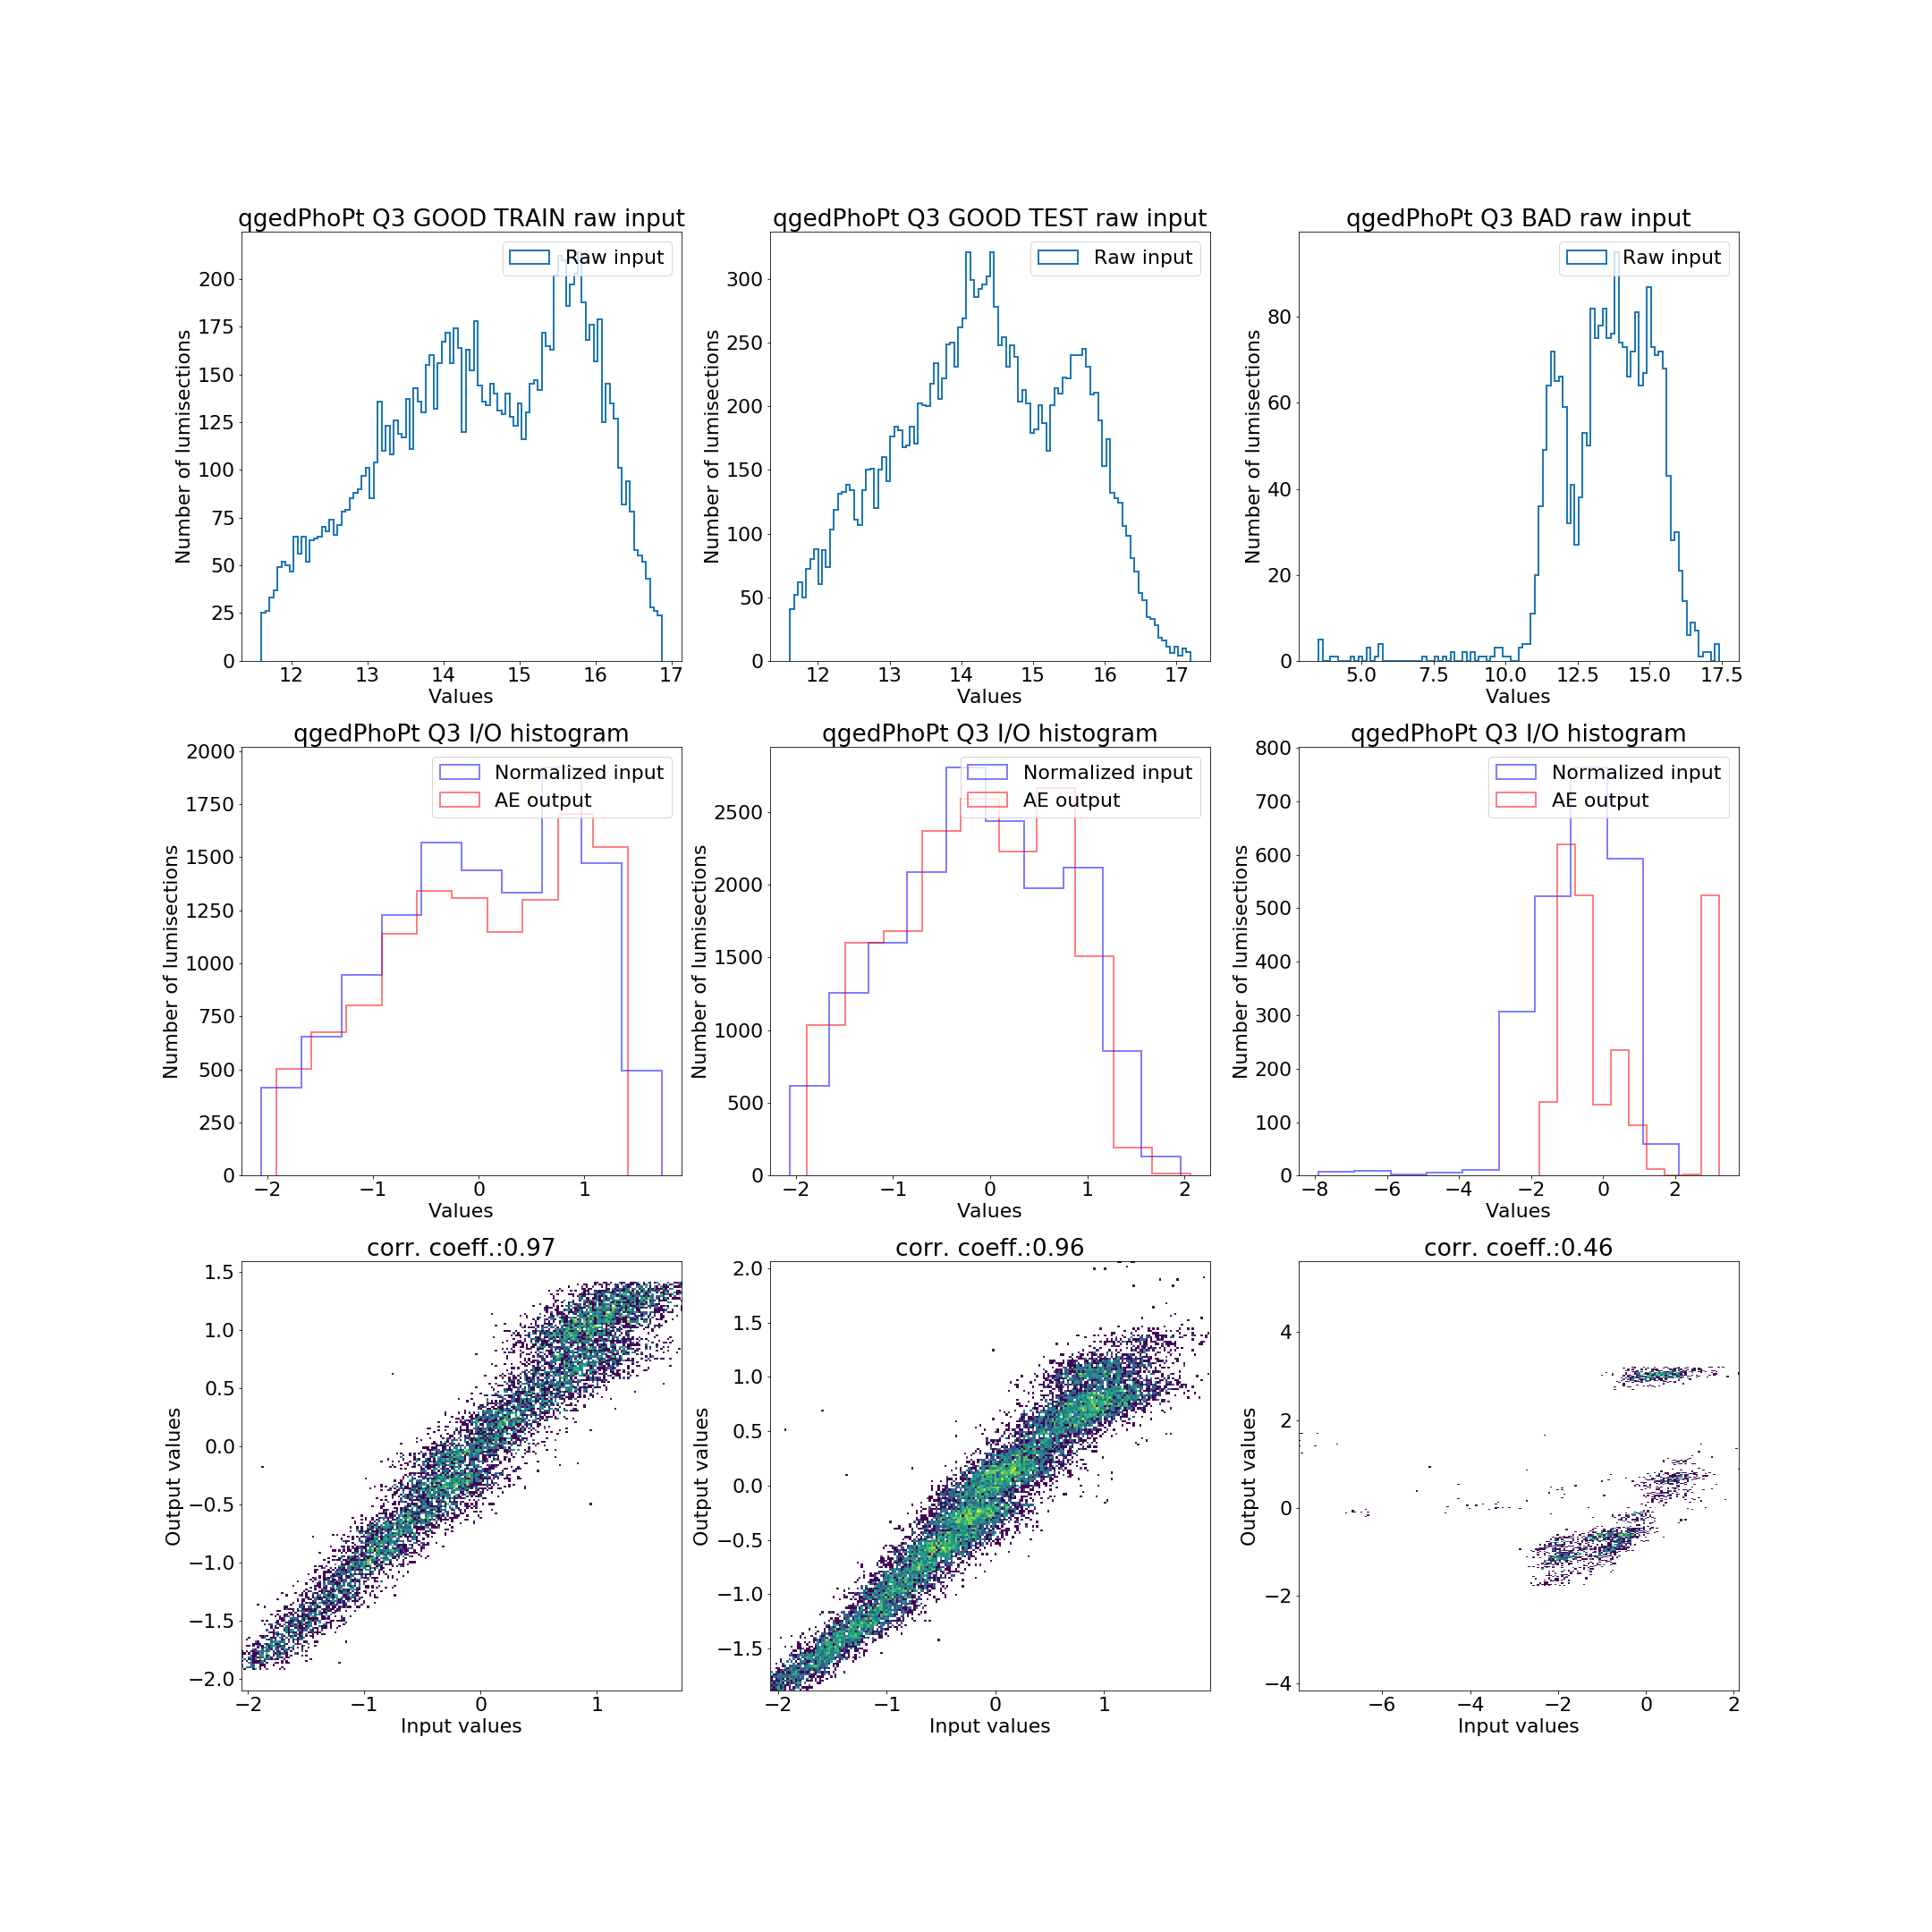 qgedPhoPt Q3 GOOD TRAIN raw input
Raw input
200
175
150
125
100
75
50
25
0
Number of lumisections
12 13 14 15 16 17
Values
qgedPhoPt Q3 GOOD TEST raw input
Raw input
300
250
200
150
100
50
0
Number of lumisections
12 13 14 15 16 17
Values
qgedPhoPt Q3 BAD raw input
Raw input
80
60
40
20
0
Number of lumisections
5.0 7.5 10.0 12.5 15.0 17.5
Values
qgedPhoPt Q3 I/O histogram
Normalized input
AE output
2000
1750
1500
1250
1000
750
500
250
0
Number of lumisections
−2 −1 0 1
Values
qgedPhoPt Q3 I/O histogram
Normalized input
AE output
2500
2000
1500
1000
500
0
Number of lumisections
−2 −1 0 1 2
Values
qgedPhoPt Q3 I/O histogram
Normalized input
AE output
800
700
600
500
400
300
200
100
0
Number of lumisections
−8 −6 −4 −2 0 2
Values
corr. coeff.:0.97
1.5
1.0
0.5
0.0
−0.5
−1.0
−1.5
−2.0
Output values
−2 −1 0 1
Input values
corr. coeff.:0.96
2.0
1.5
1.0
0.5
0.0
−0.5
−1.0
−1.5
Output values
−2 −1 0 1
Input values
corr. coeff.:0.46
4
2
0
−2
−4
Output values
−6 −4 −2 0 2
Input values